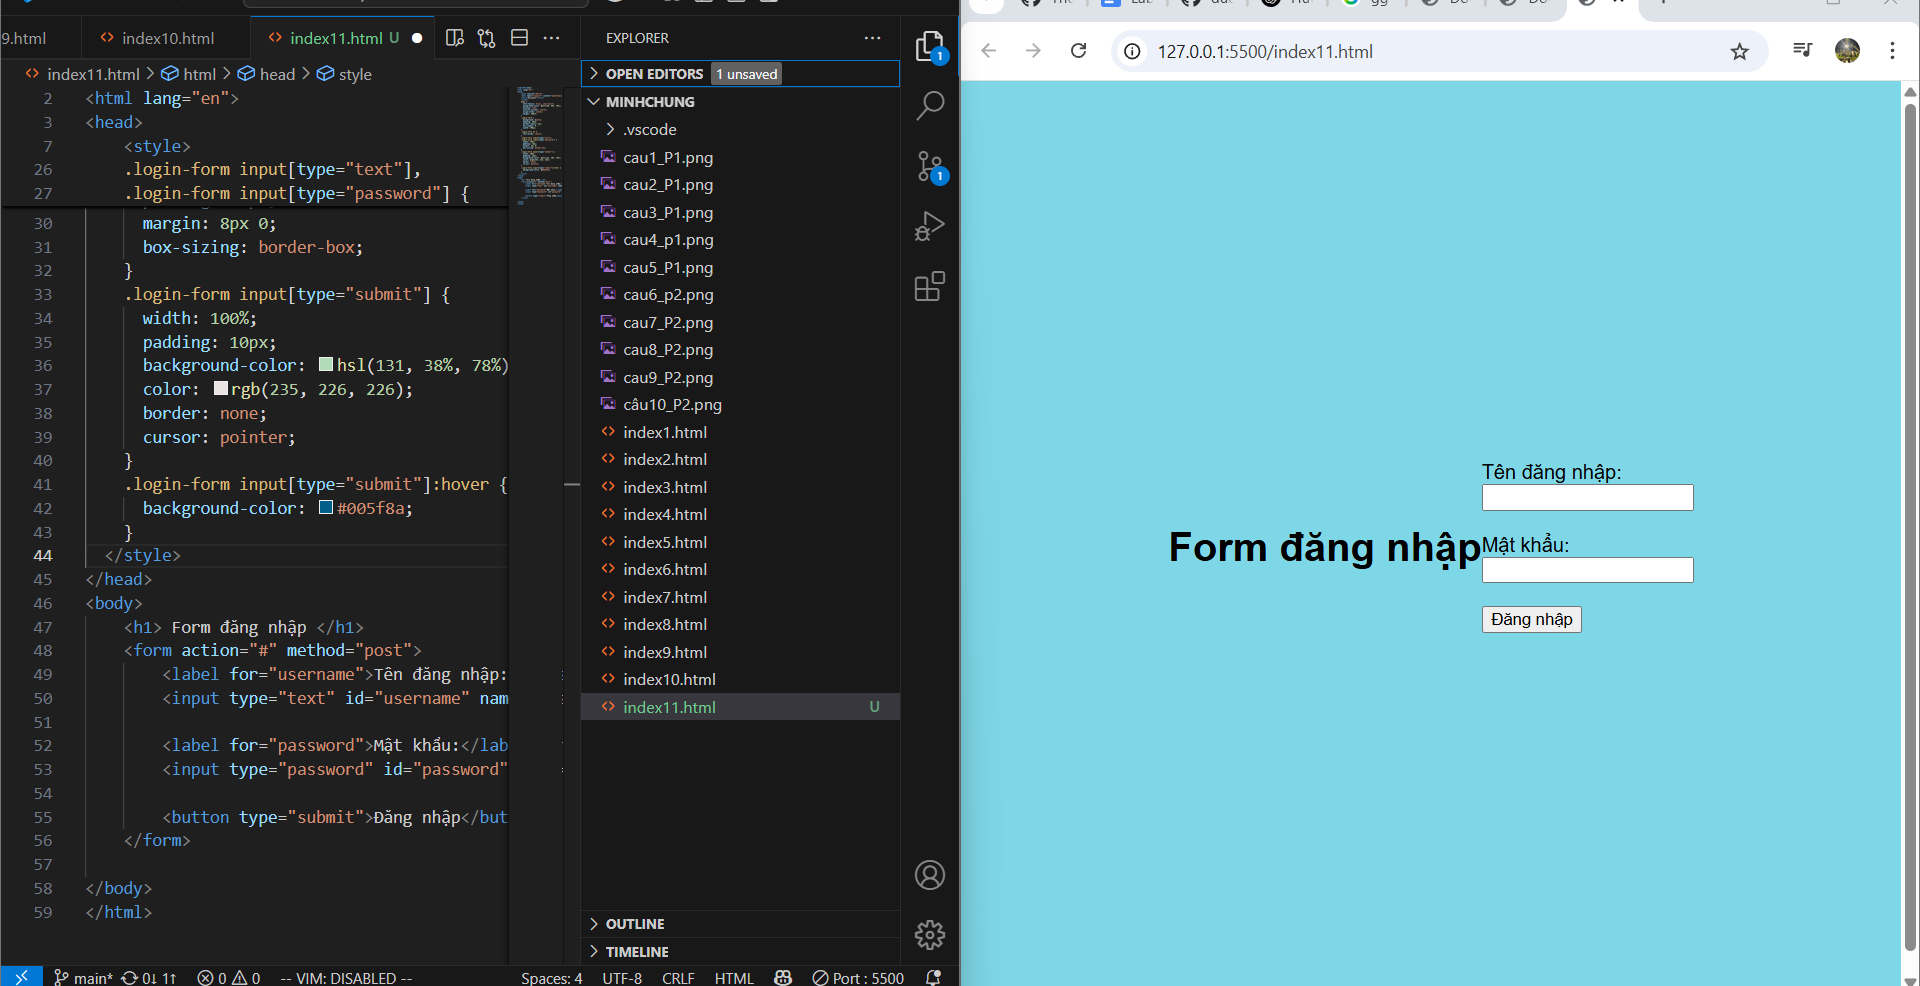 9.html
index10.html
index11.html U
index11.html > html > head > style
2 <html lang="en">
3 <head>
7 <style>
26 .login-form input[type="text"],
27 .login-form input[type="password"] {
30 margin: 8px 0;
31 box-sizing: border-box;
32 }
33 .login-form input[type="submit"] {
34 width: 100%;
35 padding: 10px;
36 background-color: hsl(131, 38%, 78%)
37 color: rgb(235, 226, 226);
38 border: none;
39 cursor: pointer;
40 }
41 .login-form input[type="submit"]:hover {
42 background-color: #005f8a;
43 }
44 </style>
45 </head>
46 <body>
47 <h1> Form đăng nhập </h1>
48 <form action="#" method="post">
49 <label for="username">Tên đăng nhập:
50 <input type="text" id="username" nam
51
52 <label for="password">Mật khẩu:</lab
53 <input type="password" id="password"
54
55 <button type="submit">Đăng nhập</but
56 </form>
57
58 </body>
59 </html>
main* 0↓ 1↑ 0 0 -- VIM: DISABLED -- Spaces: 4 UTF-8 CRLF HTML Port : 5500
EXPLORER
OPEN EDITORS 1 unsaved
MINHCHUNG
.vscode
cau1_P1.png
cau2_P1.png
cau3_P1.png
cau4_p1.png
cau5_P1.png
cau6_p2.png
cau7_P2.png
cau8_P2.png
cau9_P2.png
câu10_P2.png
index1.html
index2.html
index3.html
index4.html
index5.html
index6.html
index7.html
index8.html
index9.html
index10.html
index11.html U
OUTLINE
TIMELINE
1
1
127.0.0.1:5500/index11.html
Tên đăng nhập:
Form đăng nhập
Mật khẩu:
Đăng nhập